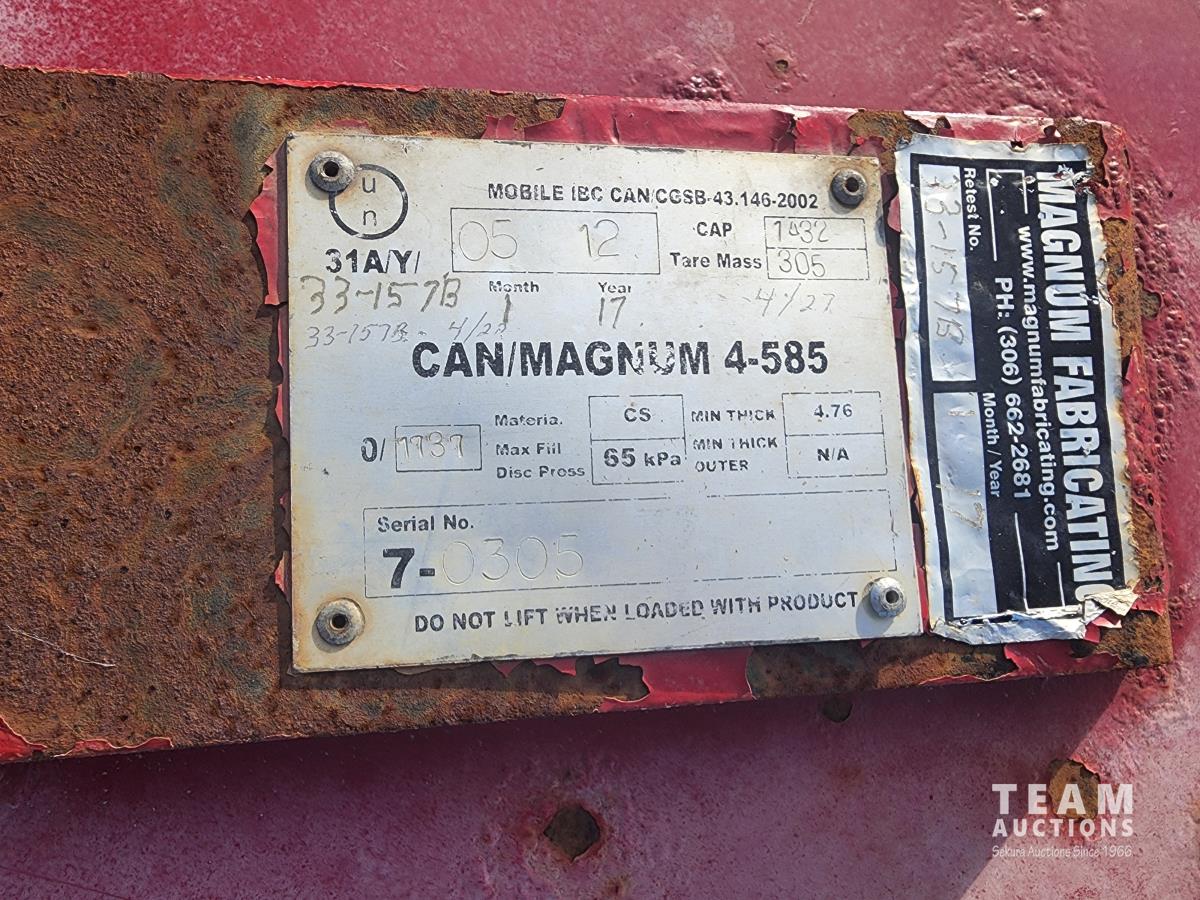 u n
MOBILE IBC CAN/CGSB-43.146-2002
31A/Y/ 05 12
CAP 1432
Tare Mass 305
Month Year
33-157B 1 17 4/27
33-157B 4/22
CAN/MAGNUM 4-585
Material CS MIN THICK 4.76
0/ 1737
Max Fill
Disc Press 65 kPa MIN THICK OUTER N/A
Serial No.
7-0305
DO NOT LIFT WHEN LOADED WITH PRODUCT
MAGNUM FABRICATING
www.magnumfabricating.com
PH: (306) 662-2681
Retest No. Month / Year
TEAM
AUCTIONS
Sekura Auctions Since 1966